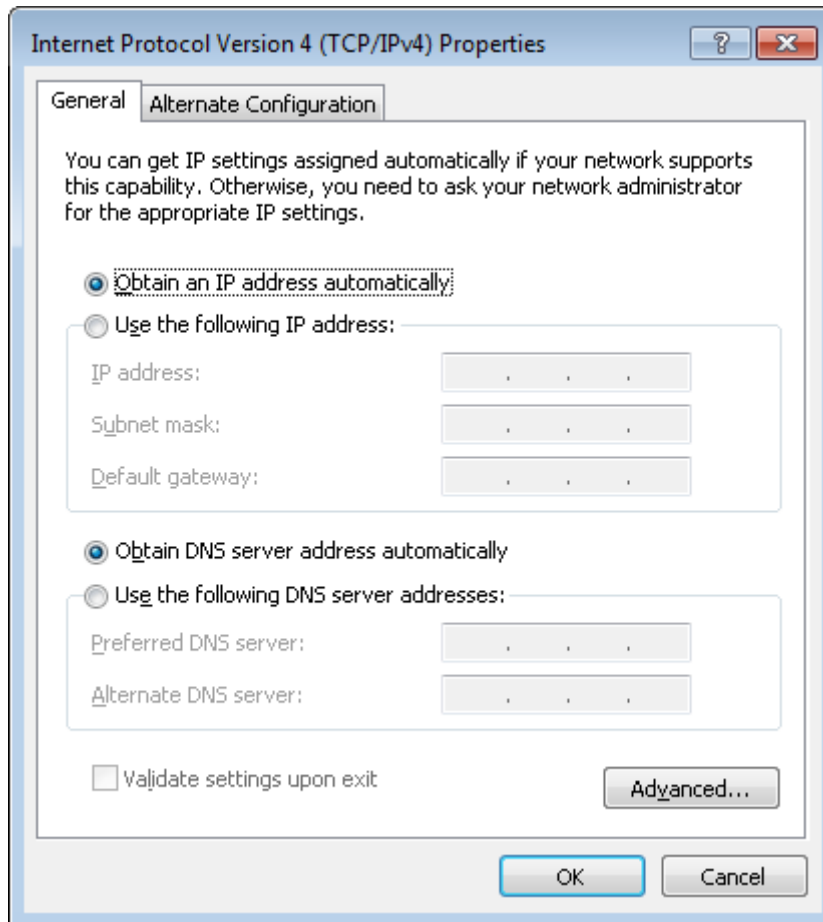 Internet Protocol Version 4 (TCP/IPv4) Properties
?
General
Alternate Configuration
You can get IP settings assigned automatically if your network supports
this capability. Otherwise, you need to ask your network administrator
for the appropriate IP settings.
Obtain an IP address automatically
Use the following IP address:
IP address:
Subnet mask:
Default gateway:
Obtain DNS server address automatically
Use the following DNS server addresses:
Preferred DNS server:
Alternate DNS server:
Validate settings upon exit
Advanced...
OK
Cancel